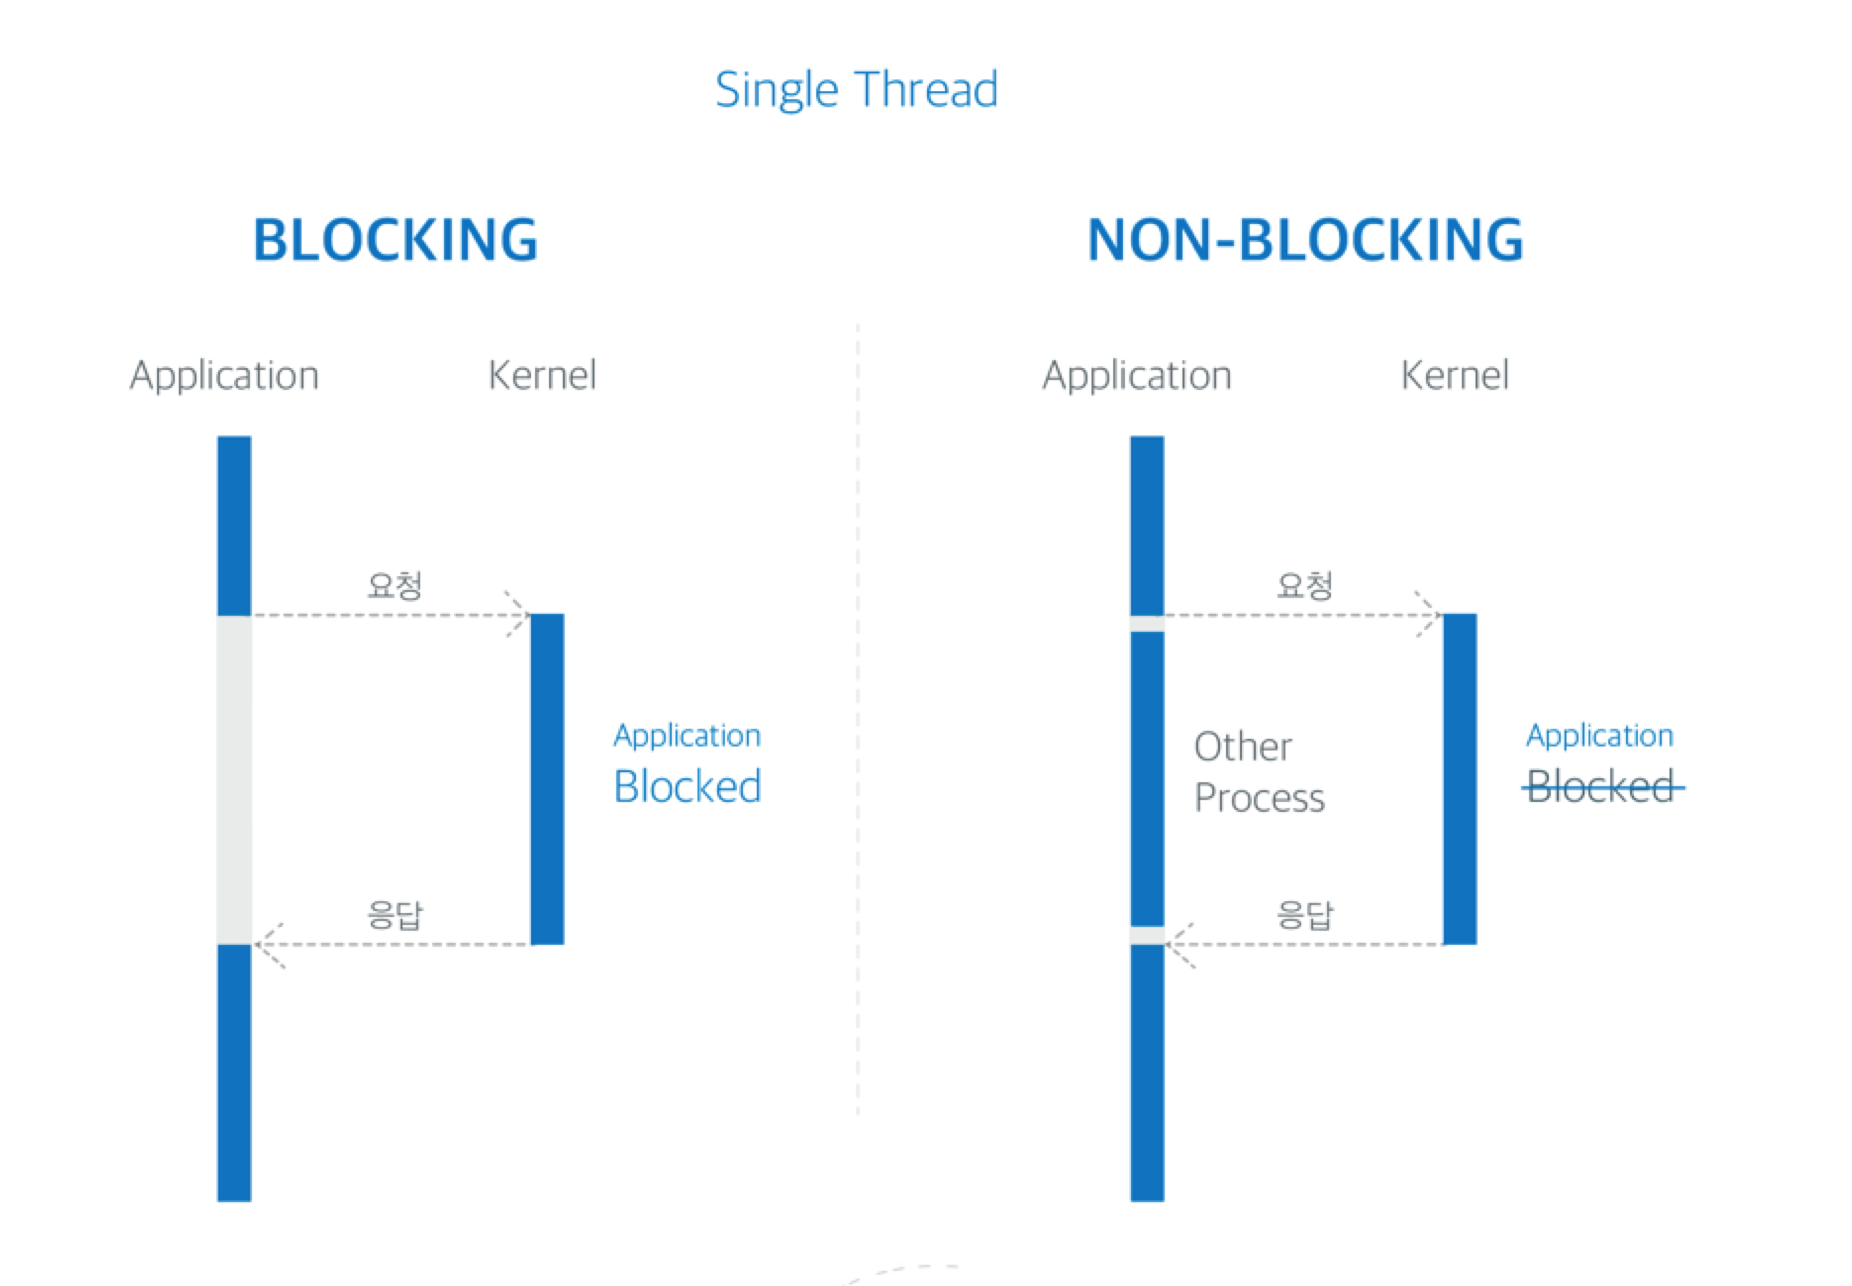 Single Thread
BLOCKING
Application
Kernel
요청
Application
Blocked
응답
NON-BLOCKING
Application
Kernel
요청
Other
Process
Application
Blocked
응답